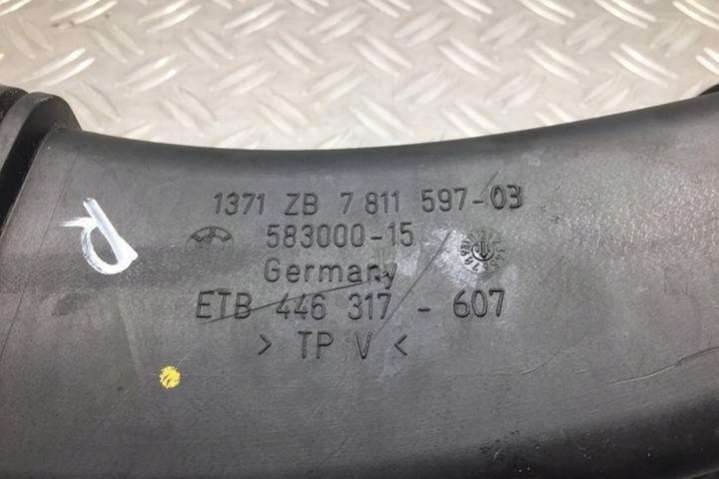 1371 ZB 7 811 597-03
583000-15
Germany
ETB 446 317 - 607
> TP V <